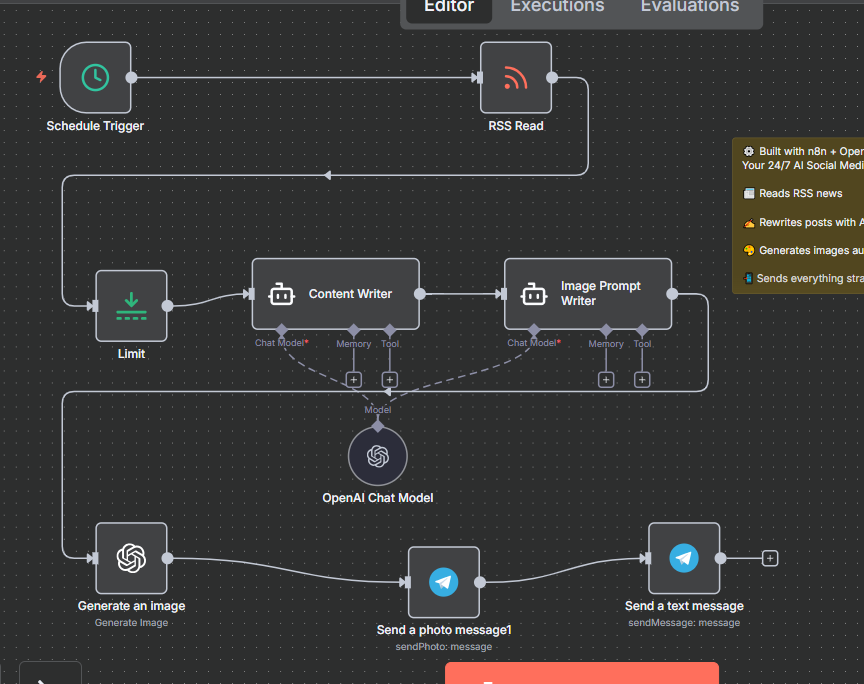 Editor
Executions
Evaluations
Schedule Trigger
RSS Read
⚙ Built with n8n + Open
Your 24/7 AI Social Medi
📰 Reads RSS news
✍ Rewrites posts with A
🎨 Generates images au
📲 Sends everything stra
Limit
Content Writer
Chat Model*
Memory
Tool
Image Prompt
Writer
Chat Model*
Memory
Tool
Model
OpenAI Chat Model
Generate an image
Generate Image
Send a photo message1
sendPhoto: message
Send a text message
sendMessage: message